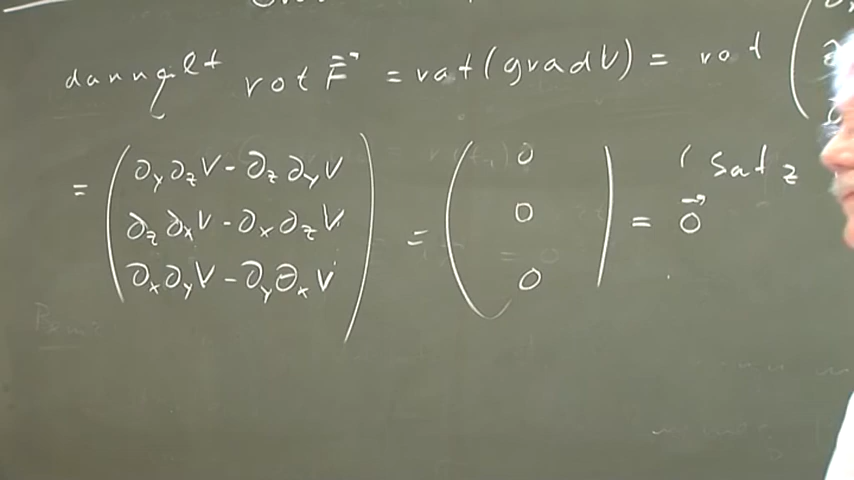 dann gilt rot F⃗ = rot(grad V) = rot (
= ( ∂y∂zV - ∂z∂yV ) = ( 0 ) ( Satz
∂z∂xV - ∂x∂zV 0 = 0⃗
∂x∂yV - ∂y∂xV 0